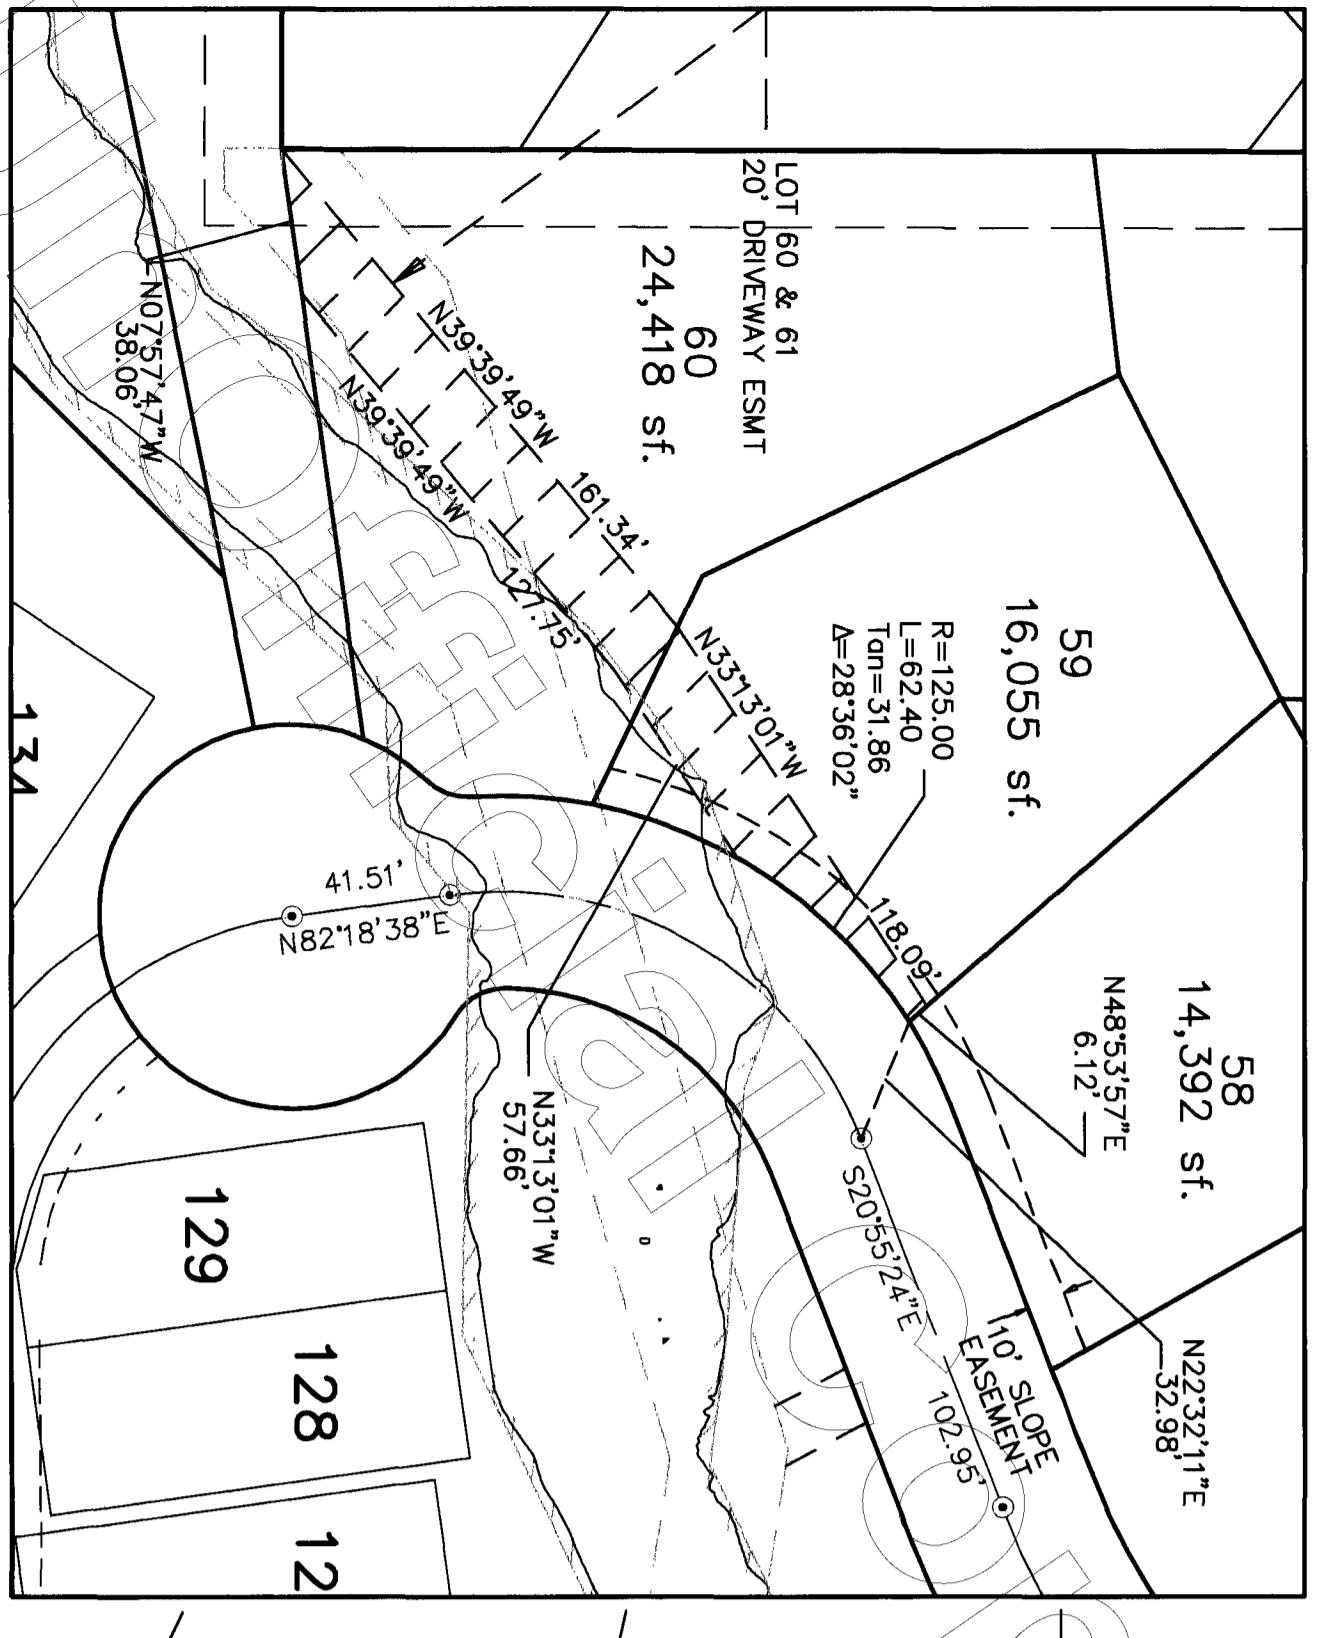 LOT 60 & 61
20' DRIVEWAY ESMT
60
24,418 sf.
N39°39'49"W
161.34'
N39°39'49"W
127.75'
N07°57'47"W
38.06'
N33°13'01"W
118.09'
59
16,055 sf.
R=125.00
L=62.40
Tan=31.86
Δ=28°36'02"
58
14,392 sf.
N48°53'57"E
6.12'
N22°32'11"E
32.98'
10' SLOPE
EASEMENT
S20°55'24"E
102.95'
41.51'
N82°18'38"E
N33°13'01"W
57.66'
134
129
128
12
Unofficial Cop